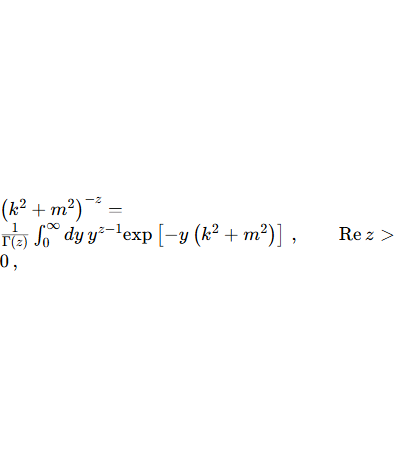 (k² + m²)⁻ᶻ =
1/Γ(z) ∫₀^∞ dy y^{z−1} exp [−y (k² + m²)] ,   Re z >
0 ,